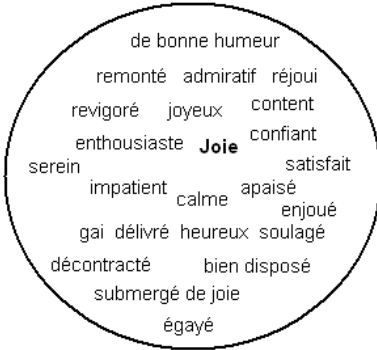 de bonne humeur
remonté admiratif réjoui
revigoré joyeux content
enthousiaste Joie confiant
serein satisfait
impatient calme apaisé
enjoué
gai délivré heureux soulagé
décontracté bien disposé
submergé de joie
égayé